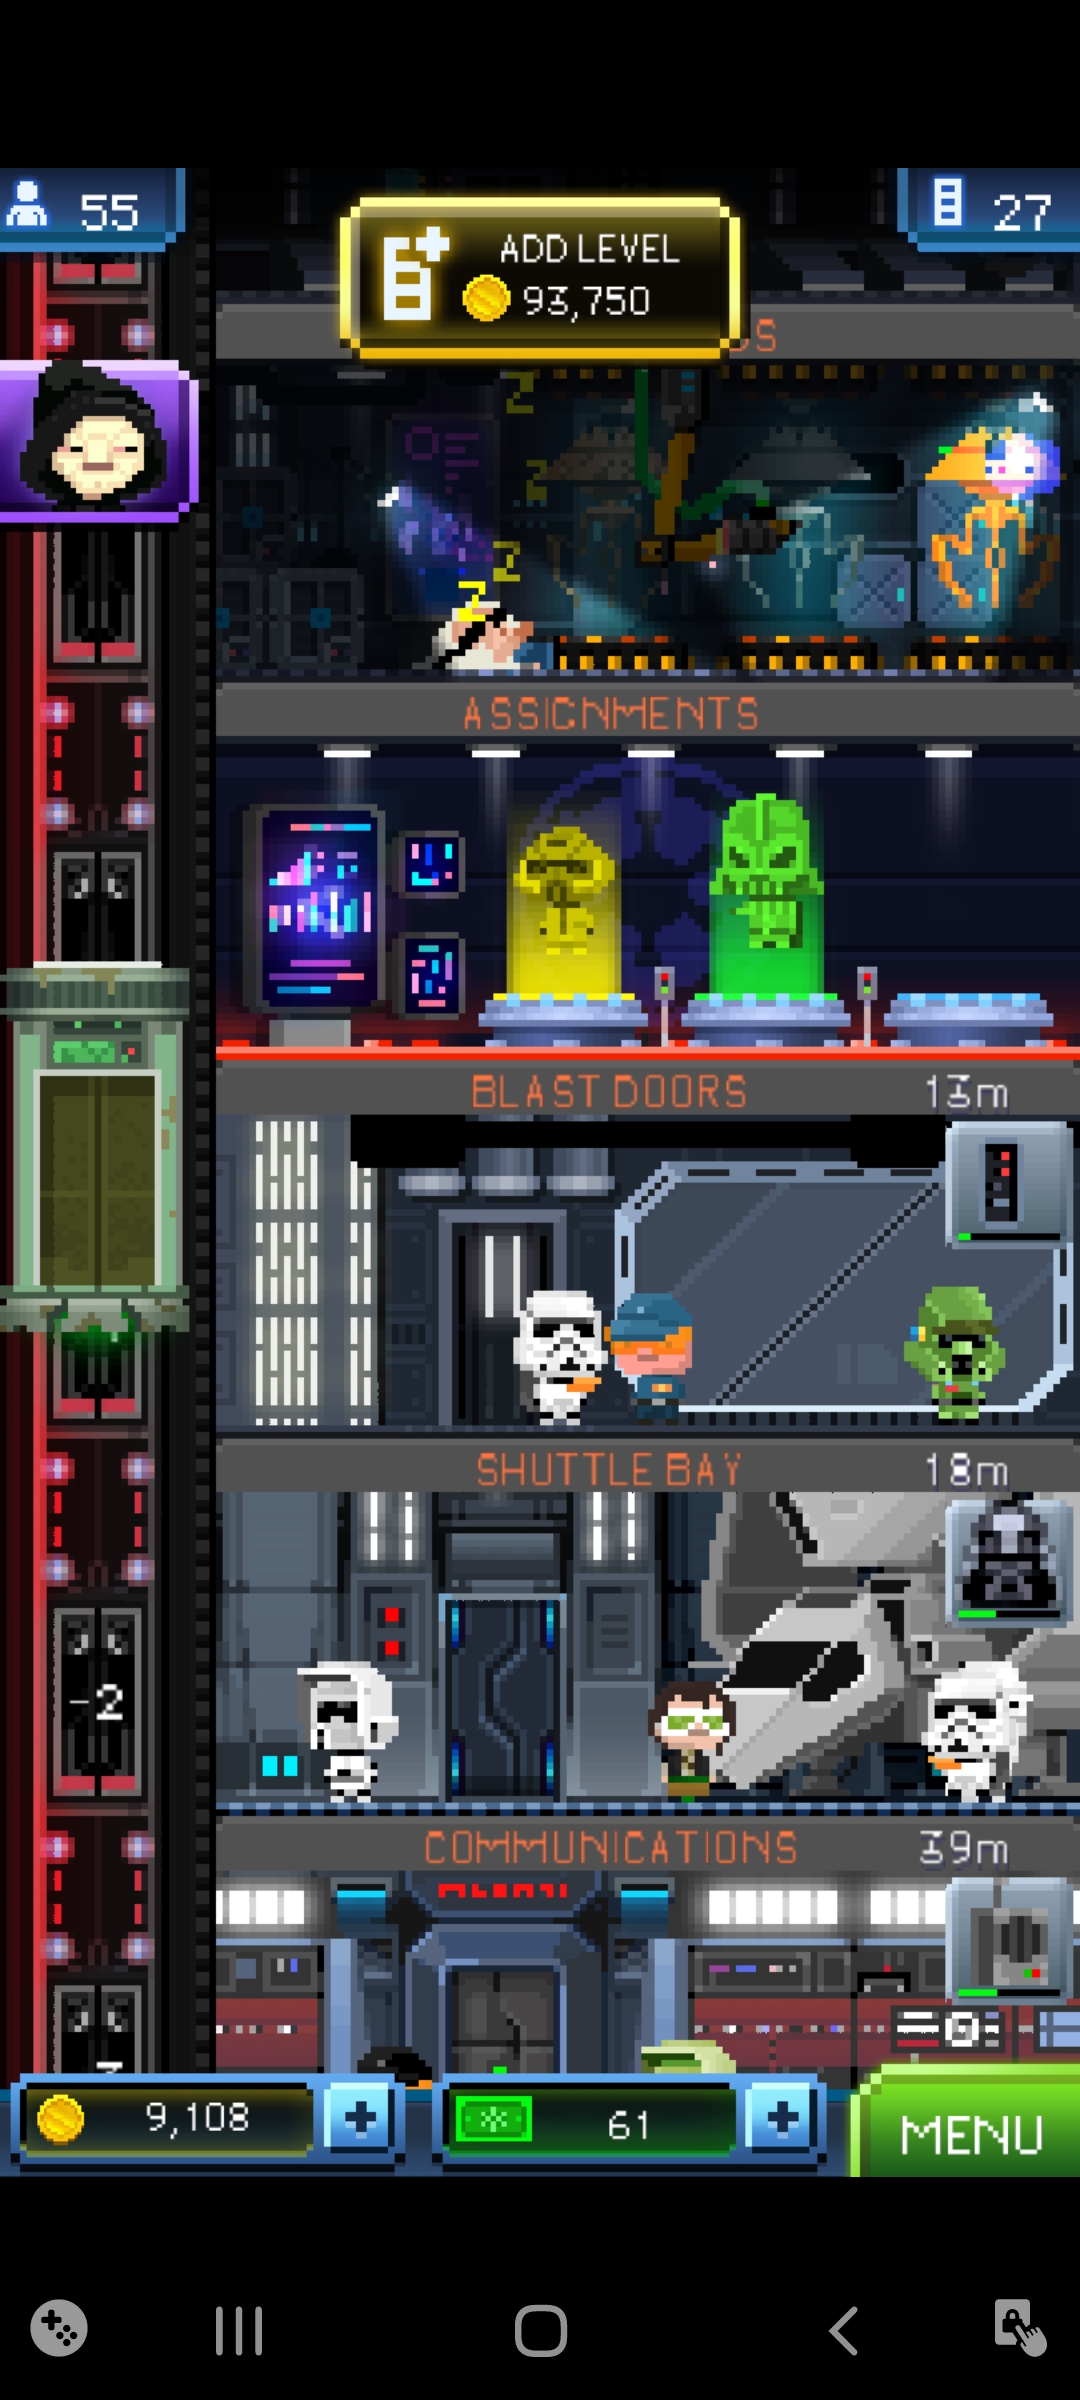 55
27
ADD LEVEL
93,750
Z
Z
Z
Z
ASSIGNMENTS
BLAST DOORS 13m
SHUTTLE BAY 18m
-2
COMMUNICATIONS 39m
9,108
61
MENU